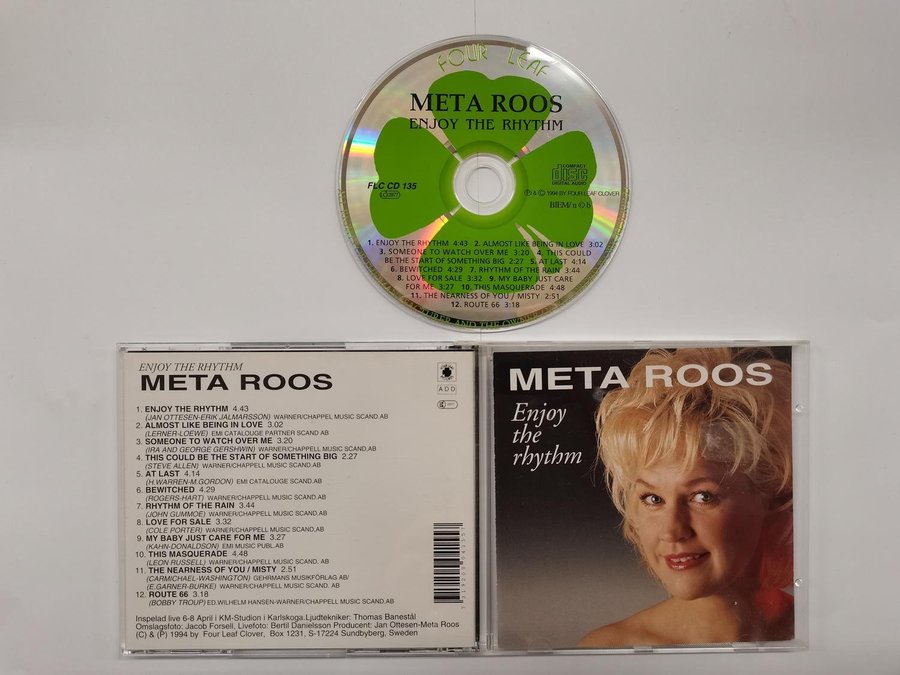 FOUR LEAF
META ROOS
ENJOY THE RHYTHM
FLC CD 135
COMPACT
disc
DIGITAL AUDIO
Ⓟ & © 1994 BY FOUR LEAF CLOVER
BIEM/n©b
1. ENJOY THE RHYTHM 4:43 2. ALMOST LIKE BEING IN LOVE 3:02
3. SOMEONE TO WATCH OVER ME 3:20 4. THIS COULD
BE THE START OF SOMETHING BIG 2:27 5. AT LAST 4:14
6. BEWITCHED 4:29 7. RHYTHM OF THE RAIN 3:44
8. LOVE FOR SALE 3:32 9. MY BABY JUST CARE
FOR ME 3:27 10. THIS MASQUERADE 4:48
11. THE NEARNESS OF YOU / MISTY 2:51
12. ROUTE 66 3:18
ENJOY THE RHYTHM
META ROOS
ADD
1. ENJOY THE RHYTHM 4.43
(JAN OTTESEN-ERIK JALMARSSON) WARNER/CHAPPEL MUSIC SCAND.AB
2. ALMOST LIKE BEING IN LOVE 3.02
(LERNER-LOEWE) EMI CATALOUGE PARTNER SCAND AB
3. SOMEONE TO WATCH OVER ME 3.20
(IRA AND GEORGE GERSHWIN) WARNER/CHAPPELL MUSIC SCAND.AB
4. THIS COULD BE THE START OF SOMETHING BIG 2.27
(STEVE ALLEN) WARNER/CHAPPELL MUSIC SCAND.AB
5. AT LAST 4.14.
(H.WARREN-M.GORDON) EMI CATALOUGE SCAND.AB
6. BEWITCHED 4.29
(ROGERS-HART) WARNER/CHAPPELL MUSIC SCAND.AB
7. RHYTHM OF THE RAIN 3.44
(JOHN GUMMOE) WARNER/CHAPPELL MUSIC SCAND.AB
8. LOVE FOR SALE 3.32
(COLE PORTER) WARNER/CHAPPELL MUSIC SCAND,AB
9. MY BABY JUST CARE FOR ME 3.27
(KAHN-DONALDSON) EMI MUSIC PUBL.AB
10. THIS MASQUERADE 4.48
(LEON RUSSELL) WARNER/CHAPPELL MUSIC SCAND.AB
11. THE NEARNESS OF YOU / MISTY 2.51
(CARMICHAEL-WASHINGTON) GEHRMANS MUSIKFÖRLAG AB/
(E.GARNER-BURKE) WARNER/CHAPPELL MUSIC SCAND. AB
12. ROUTE 66 3.18
(BOBBY TROUP) ED.WILHELM HANSEN-WARNER/CHAPPELL MUSIC SCAND.AB
Inspelad live 6-8 April i KM-Studion i Karlskoga.Ljudtekniker: Thomas Banestål
Omslagsfoto: Jacob Forsell, Livefoto: Bertil Danielsson Producent: Jan Ottesen-Meta Roos
(C) & (P) 1994 by Four Leaf Clover, Box 1231, S-17224 Sundbyberg, Sweden
META ROOS
Enjoy
the
rhythm